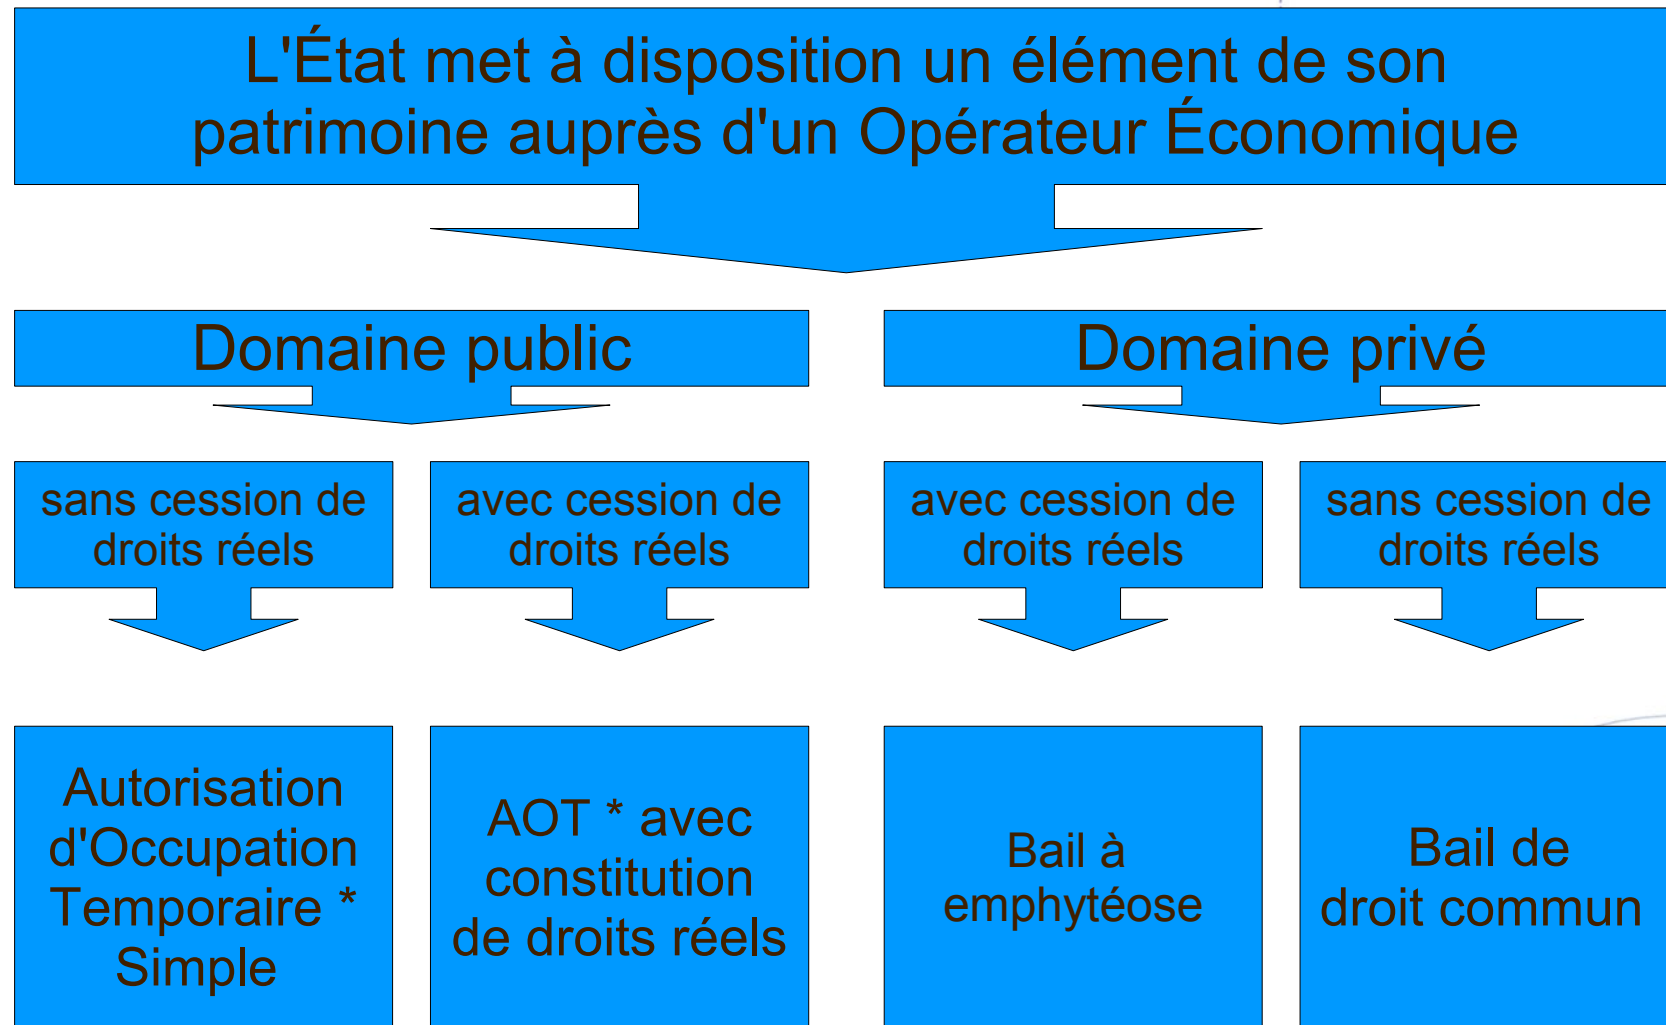 L'État met à disposition un élément de son
patrimoine auprès d'un Opérateur Économique
Domaine public
Domaine privé
sans cession de
droits réels
avec cession de
droits réels
avec cession de
droits réels
sans cession de
droits réels
Autorisation
d'Occupation
Temporaire *
Simple
AOT * avec
constitution
de droits réels
Bail à
emphytéose
Bail de
droit commun